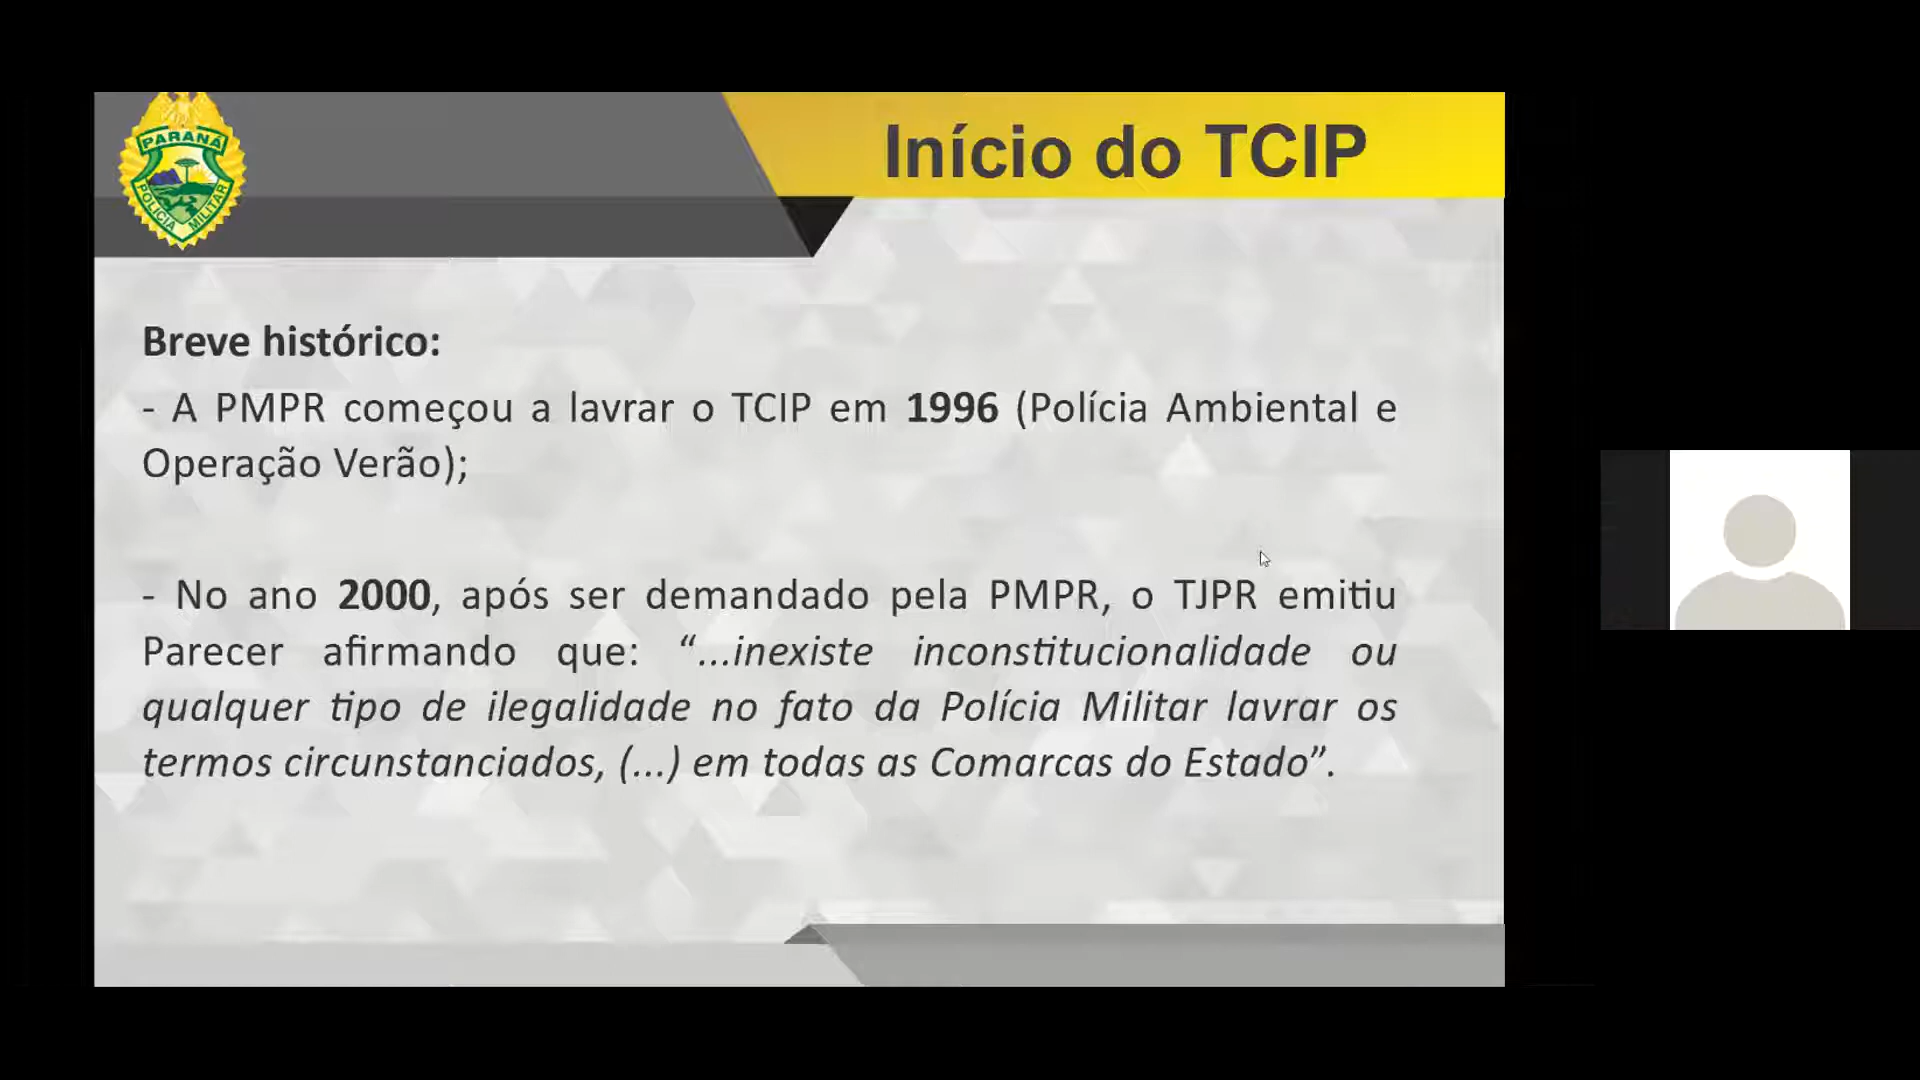 PARANÁ
POLÍCIA MILITAR
Início do TCIP
Breve histórico:
- A PMPR começou a lavrar o TCIP em 1996 (Polícia Ambiental e
Operação Verão);
- No ano 2000, após ser demandado pela PMPR, o TJPR emitiu
Parecer afirmando que: “...inexiste inconstitucionalidade ou
qualquer tipo de ilegalidade no fato da Polícia Militar lavrar os
termos circunstanciados, (...) em todas as Comarcas do Estado”.